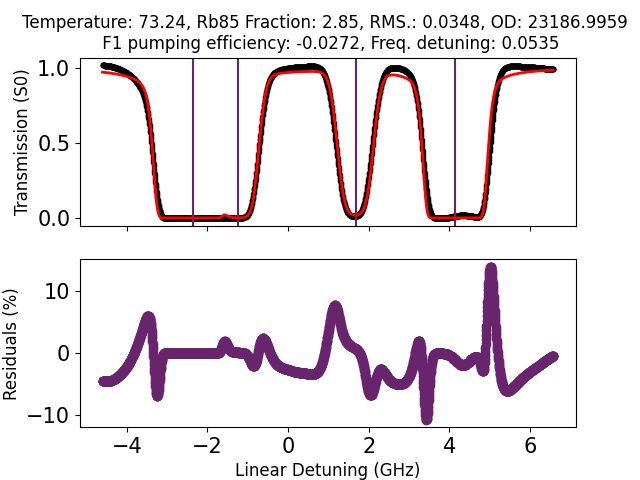 Temperature: 73.24, Rb85 Fraction: 2.85, RMS.: 0.0348, OD: 23186.9959
F1 pumping efficiency: -0.0272, Freq. detuning: 0.0535
Transmission (S0)
1.0
0.5
0.0
Residuals (%)
10
0
−10
−4
−2
0
2
4
6
Linear Detuning (GHz)